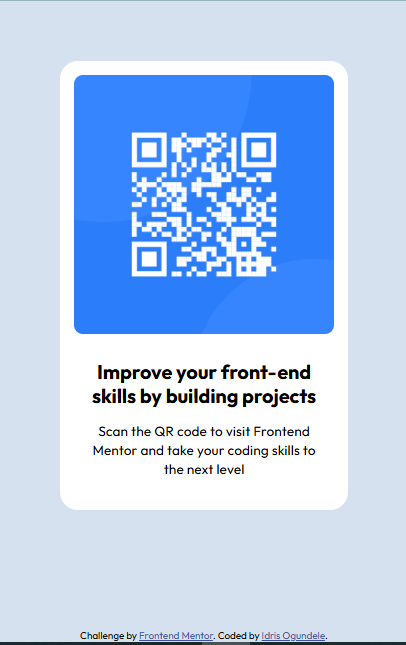 Improve your front-end
skills by building projects
Scan the QR code to visit Frontend
Mentor and take your coding skills to
the next level
Challenge by Frontend Mentor. Coded by Idris Ogundele.